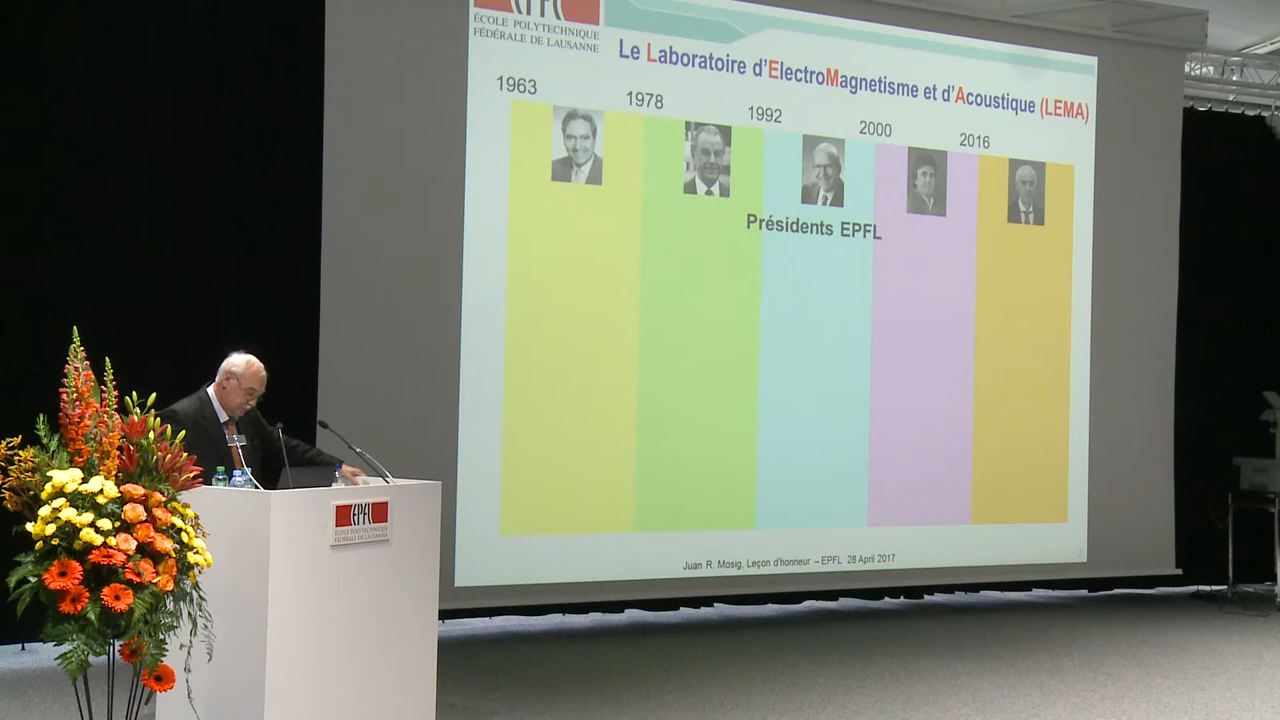 EPFL
ÉCOLE POLYTECHNIQUE
FÉDÉRALE DE LAUSANNE
Le Laboratoire d'ElectroMagnetisme et d'Acoustique (LEMA)
1963
1978
1992
2000
2016
Présidents EPFL
Juan R. Mosig, Leçon d'honneur – EPFL 28 April 2017
EPFL
ÉCOLE POLYTECHNIQUE
FÉDÉRALE DE LAUSANNE